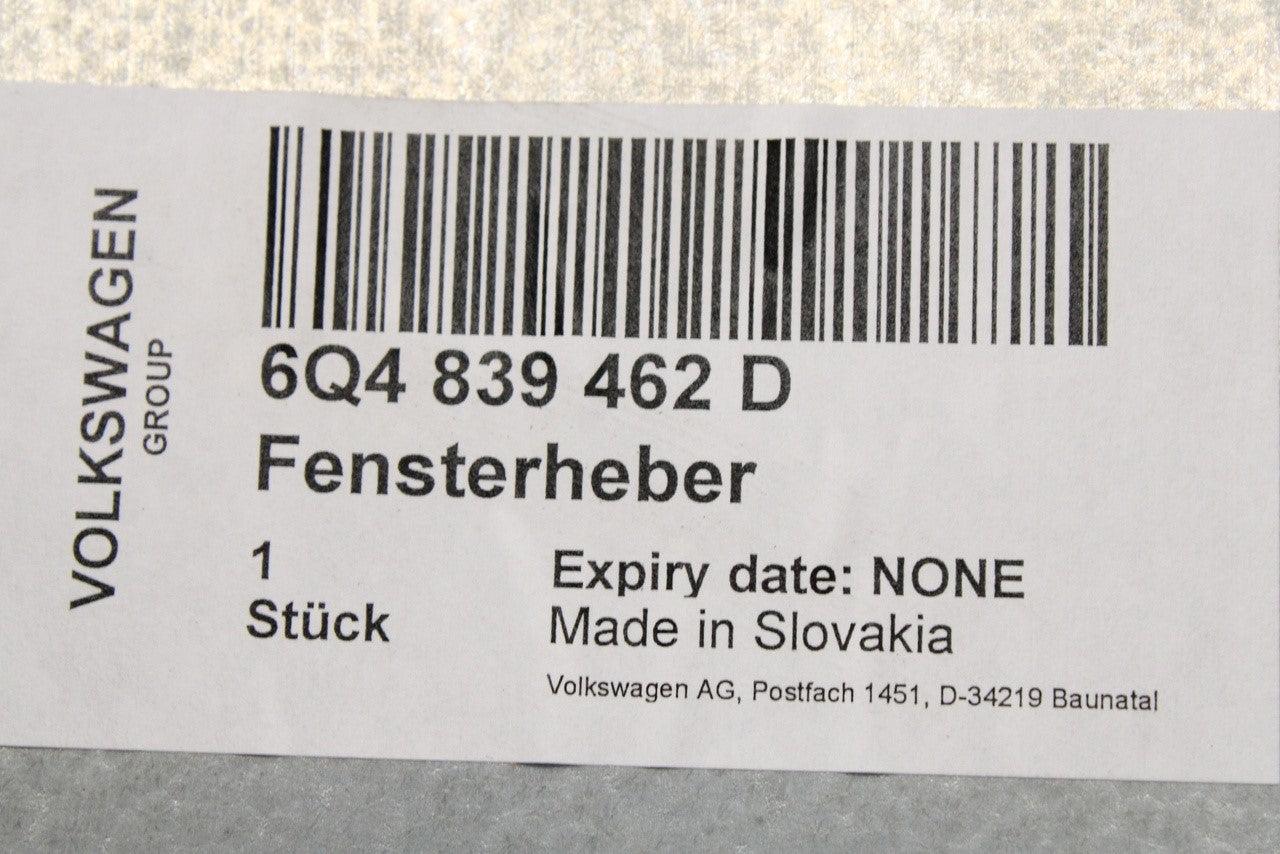 VOLKSWAGEN
GROUP
6Q4 839 462 D
Fensterheber
1
Stück
Expiry date: NONE
Made in Slovakia
Volkswagen AG, Postfach 1451, D-34219 Baunatal